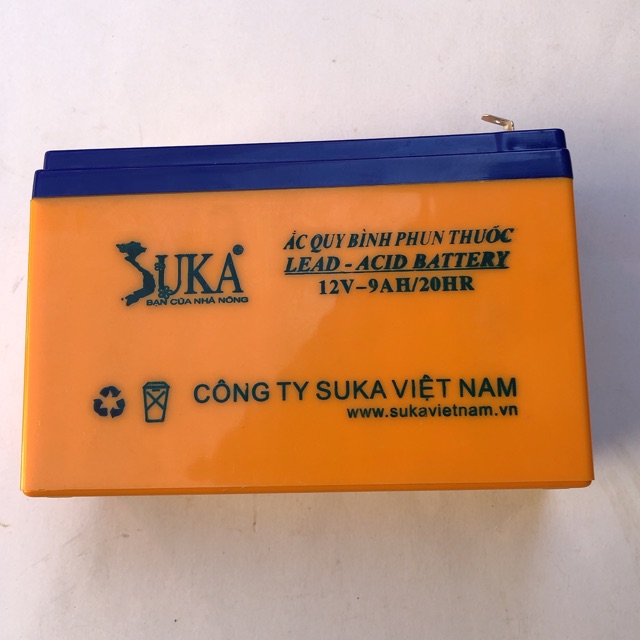 SUKA®
BẠN CỦA NHÀ NÔNG
ẮC QUY BÌNH PHUN THUỐC
LEAD - ACID BATTERY
12V-9AH/20HR
CÔNG TY SUKA VIỆT NAM
www.sukavietnam.vn